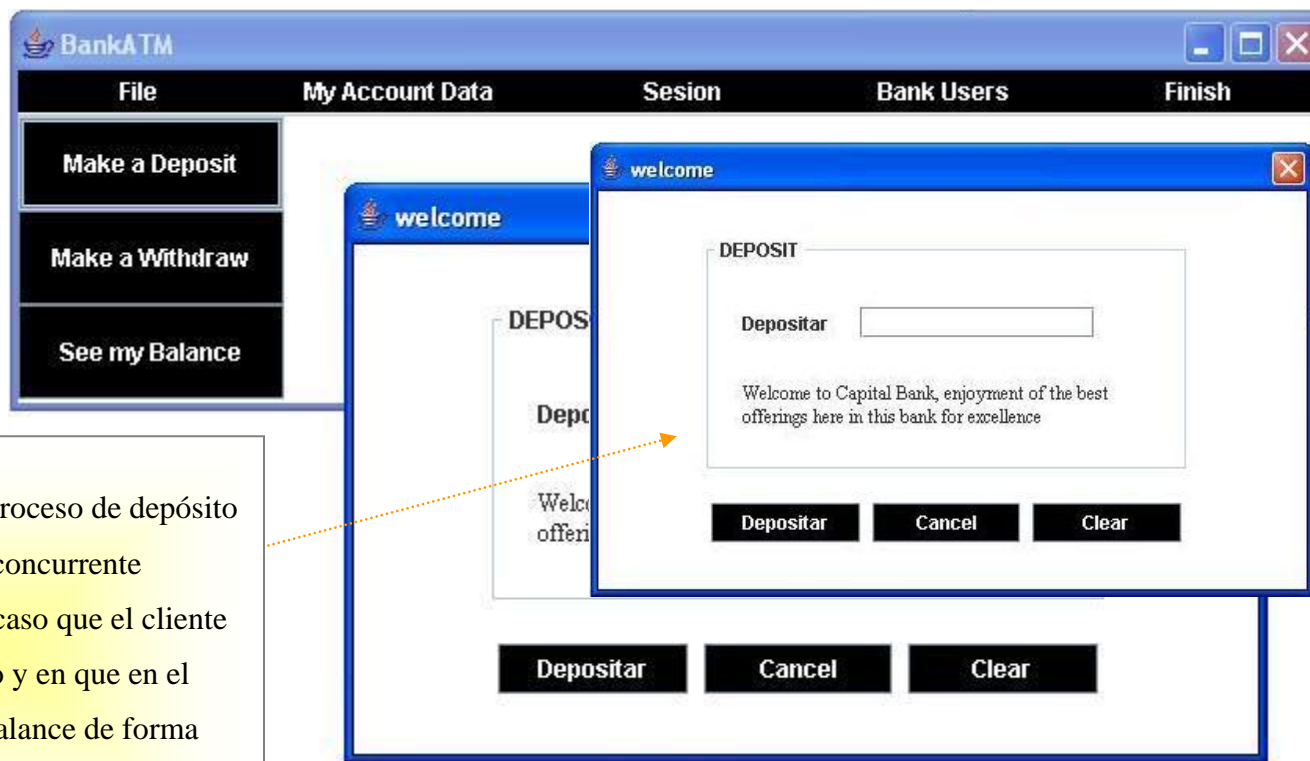 BankATM
File My Account Data Sesion Bank Users Finish
Make a Deposit
Make a Withdraw
See my Balance
welcome
DEPOS
Depo
Welco
offeri
Depositar Cancel Clear
welcome
DEPOSIT
Depositar
Welcome to Capital Bank, enjoyment of the best
offerings here in this bank for excellence
Depositar Cancel Clear
roceso de depósito
concurrente
caso que el cliente
o y en que en el
alance de forma